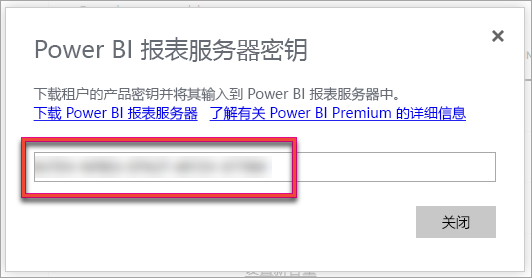 Power BI 报表服务器密钥
下载租户的产品密钥并将其输入到 Power BI 报表服务器中。
下载 Power BI 报表服务器 了解有关 Power BI Premium 的详细信息
关闭